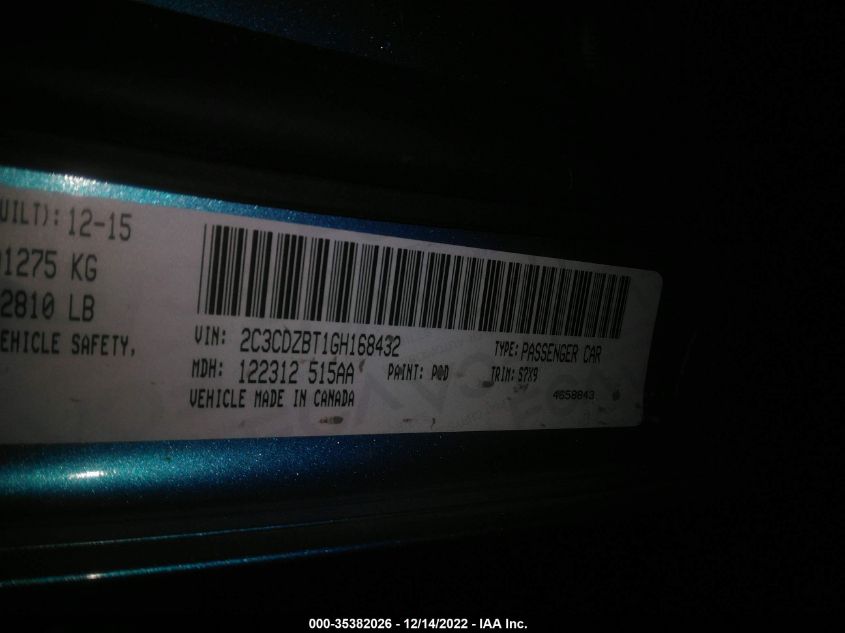 UILT): 12-15
1275 KG
2810 LB
EHICLE SAFETY,
VIN: 2C3CDZBT1GH168432
TYPE: PASSENGER CAR
MDH: 122312 515AA
PAINT: PQD
TRIM: S7X9
VEHICLE MADE IN CANADA
4658843
000-35382026 - 12/14/2022 - IAA Inc.